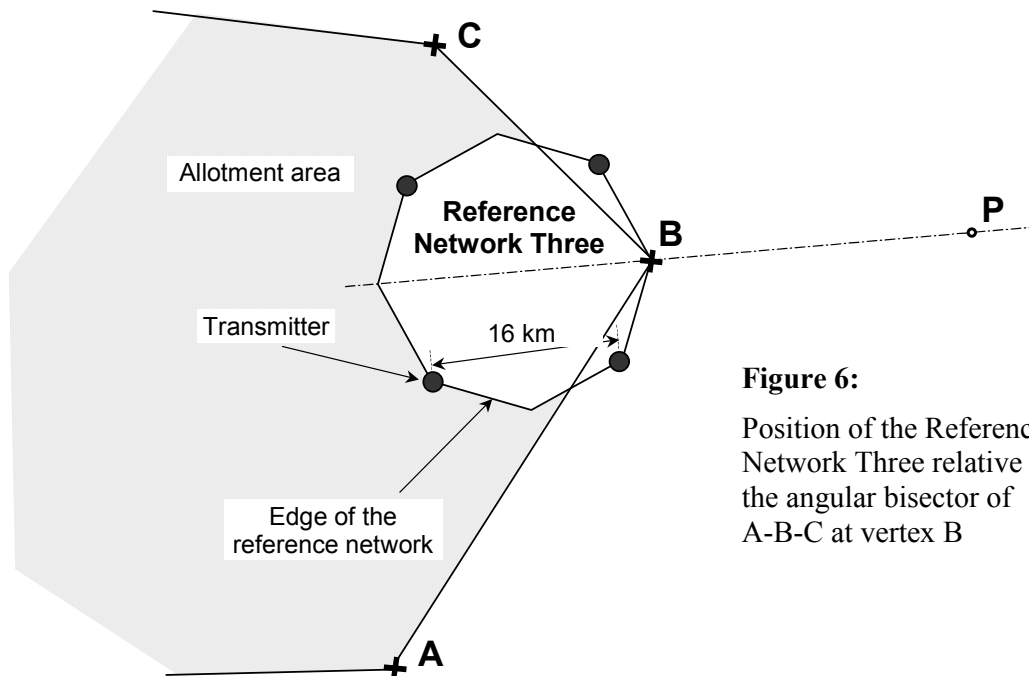 C
Allotment area
Reference
Network Three
B
P
Transmitter
16 km
Edge of the
reference network
A
Figure 6:
Position of the Referenc
Network Three relative
the angular bisector of
A-B-C at vertex B